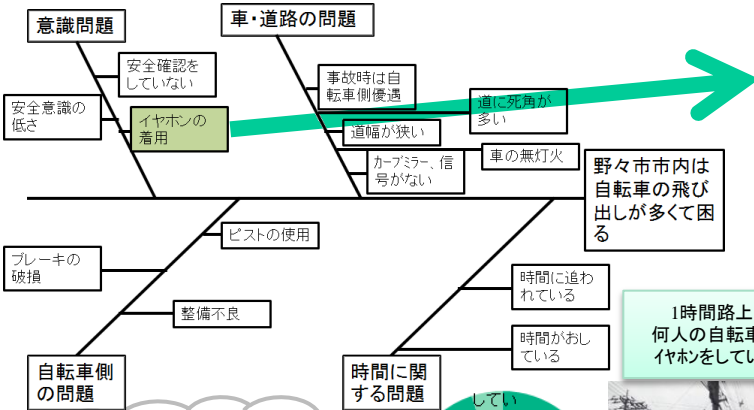 意識問題
車・道路の問題
安全確認を
していない
安全意識の
低さ
イヤホンの
着用
事故時は自
転車側優遇
道に死角が
多い
道幅が狭い
カーブミラー、信
号がない
車の無灯火
野々市市内は
自転車の飛び
出しが多くて困
る
ピストの使用
ブレーキの
破損
整備不良
時間に追わ
れている
時間がおし
ている
自転車側
の問題
時間に関
する問題
1時間路上
何人の自転車
イヤホンをしてい
してい